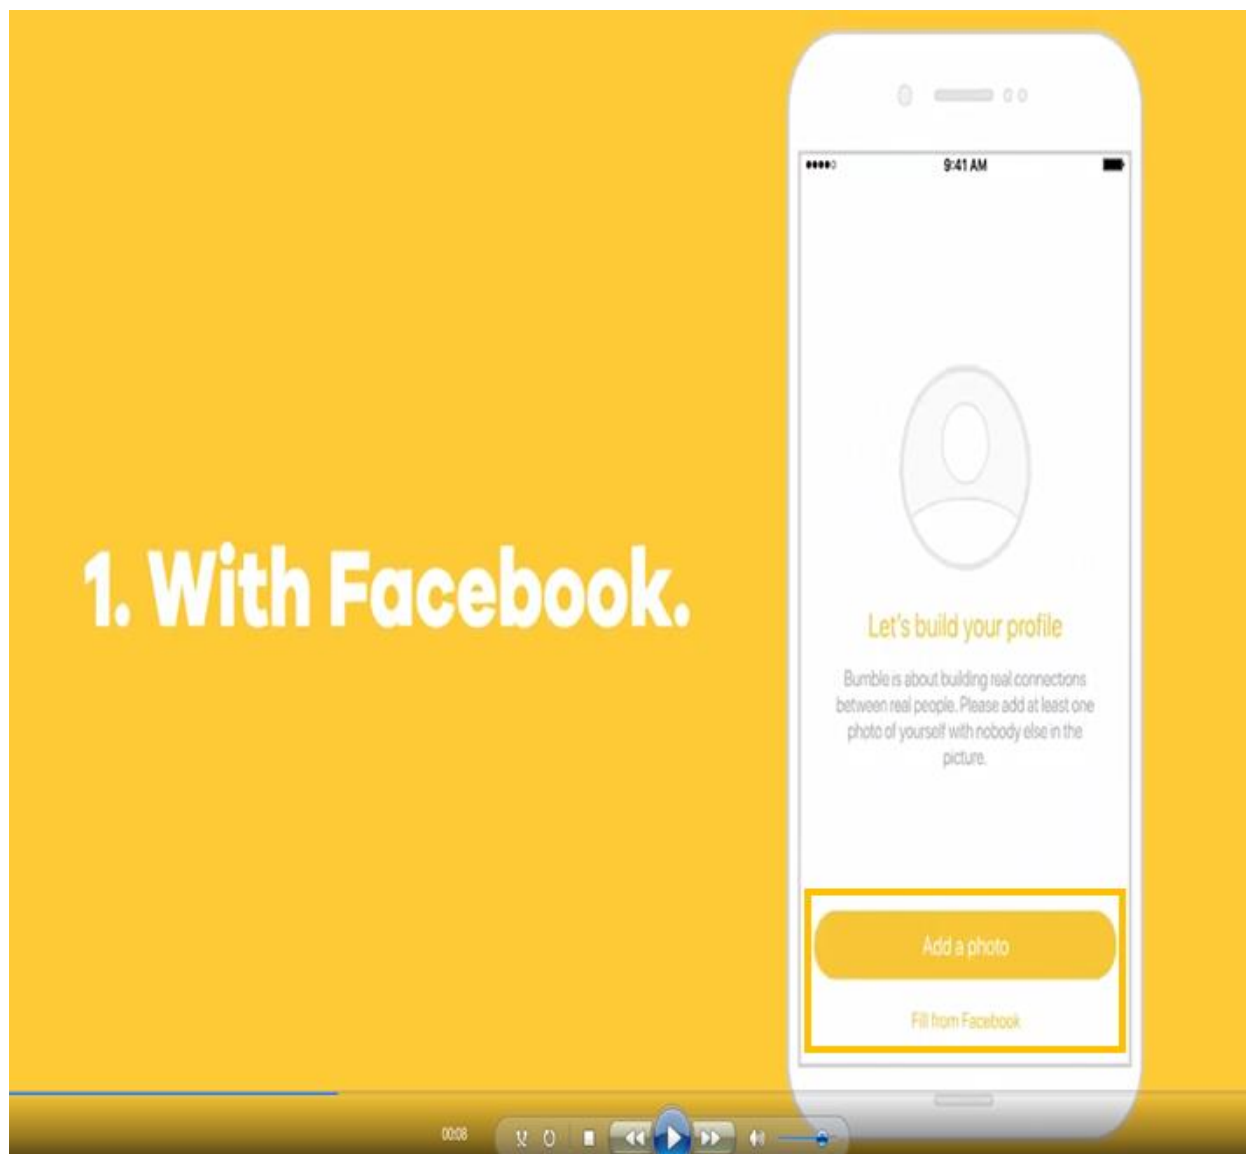 9:41 AM
1. With Facebook.
Let's build your profile
Bumble is about building real connections
between real people. Please add at least one
photo of yourself with nobody else in the
picture.
Add a photo
Fill from Facebook
00:08